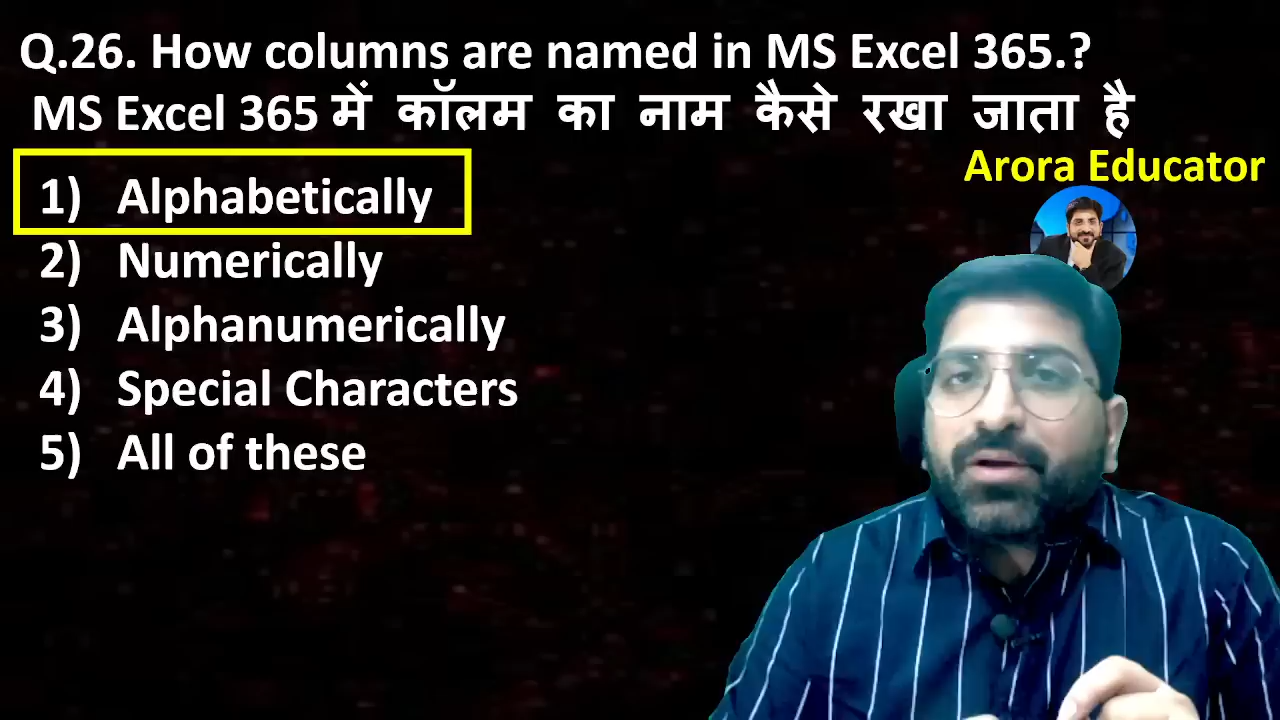 Q.26. How columns are named in MS Excel 365.?
MS Excel 365 में कॉलम का नाम कैसे रखा जाता है
Arora Educator
1) Alphabetically
2) Numerically
3) Alphanumerically
4) Special Characters
5) All of these